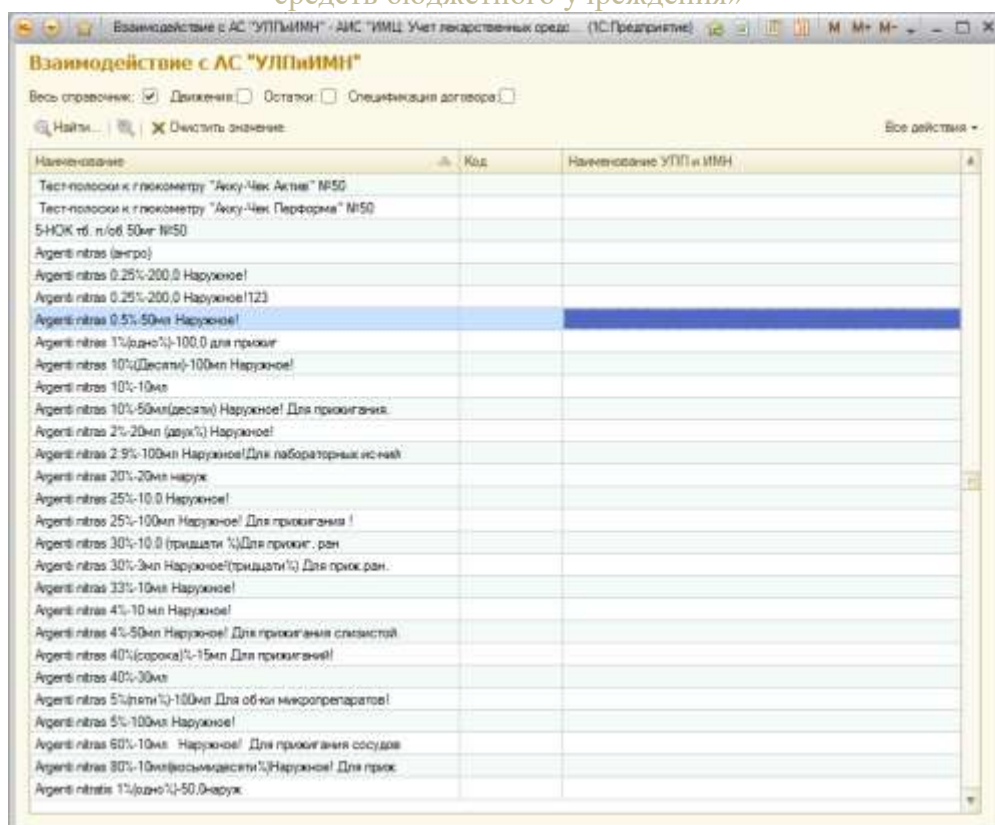 средств бюджетного учреждения»
Взаимодействие с АС "УЛПиИМН" - АИС "ИМЦ: Учет лекарственных средс... (1С:Предприятие) M M+ M-
Взаимодействие с АС "УЛПиИМН"
Весь справочник: Движения: Остатки: Спецификация договора:
Найти... Очистить значение Все действия
Наименование Код Наименование УПП и ИМН
Тест-полоски к глюкометру "Акку-Чек Актив" №50
Тест-полоски к глюкометру "Акку-Чек Перформа" №50
5-НОК тб. п/об 50мг №50
Argenti nitras (ангро)
Argenti nitras 0.25%-200,0 Наружное!
Argenti nitras 0.25%-200,0 Наружное!123
Argenti nitras 0.5%-50мл Наружное!
Argenti nitras 1%(одно%)-100,0 для прижиг
Argenti nitras 10%(Десяти)-100мл Наружное!
Argenti nitras 10%-10мл
Argenti nitras 10%-50мл(десяти) Наружное! Для прижигания.
Argenti nitras 2%-20мл (двух%) Наружное!
Argenti nitras 2.9%-100мл Наружное!Для лабораторных ис-ний
Argenti nitras 20%-20мл наруж
Argenti nitras 25%-10.0 Наружное!
Argenti nitras 25%-100мл Наружное! Для прижигания !
Argenti nitras 30%-10.0 (тридцати %)Для прижиг. ран
Argenti nitras 30%-3мл Наружное!(тридцати%) Для приж.ран.
Argenti nitras 33%-10мл Наружное!
Argenti nitras 4%-10 мл Наружное!
Argenti nitras 4%-50мл Наружное! Для прижигания слизистой
Argenti nitras 40%(сорока)%-15мл Для прижиганий!
Argenti nitras 40%-30мл
Argenti nitras 5%(пяти%)-100мл Для об-ки микропрепаратов!
Argenti nitras 5%-100мл Наружное!
Argenti nitras 60%-10мл Наружное! Для прижигания сосудов
Argenti nitras 80%-10мл(восьмидесяти%)Наружное! Для приж
Argenti nitratis 1%(одно%)-50,0наруж